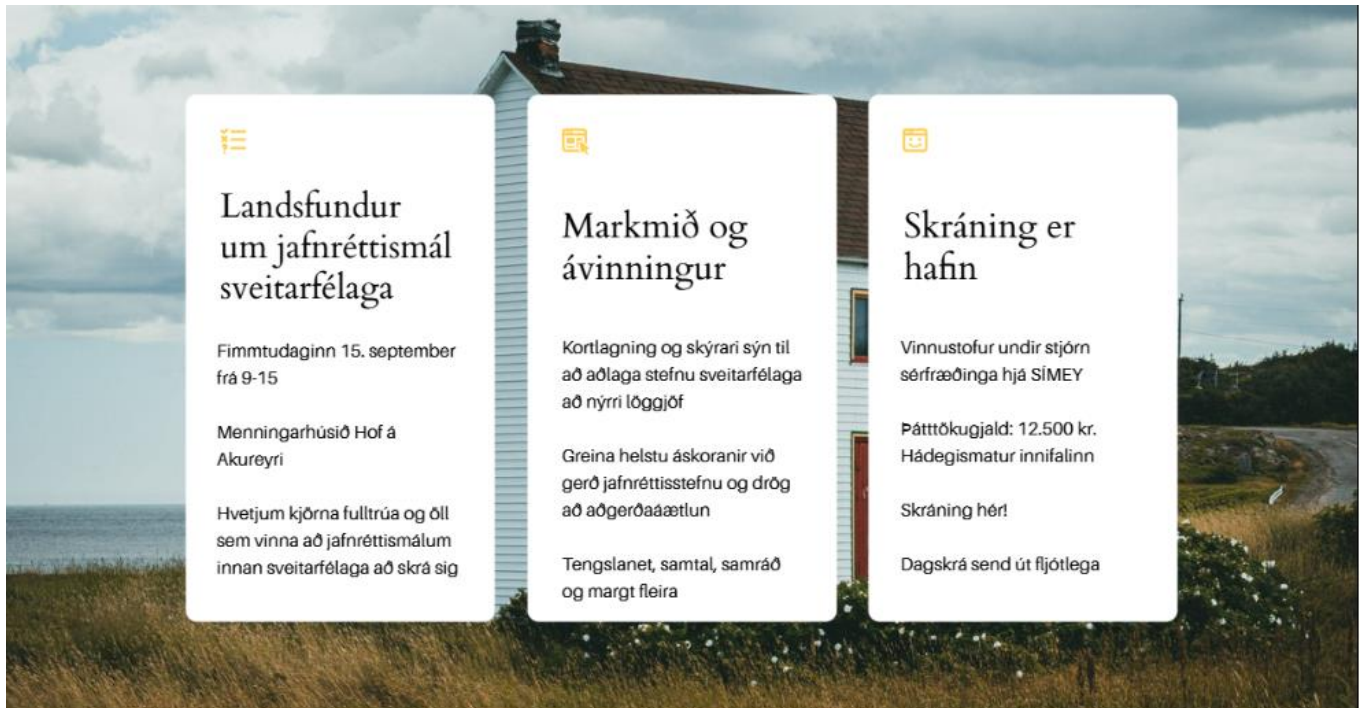 Landsfundur
um jafnréttismál
sveitarfélaga
Fimmtudaginn 15. september
frá 9-15
Menningarhúsið Hof á
Akureyri
Hvetjum kjörna fulltrúa og öll
sem vinna að jafnréttismálum
innan sveitarfélaga að skrá sig
Markmið og
ávinningur
Kortlagning og skýrari sýn til
að aðlaga stefnu sveitarfélaga
að nýrri löggjöf
Greina helstu áskoranir við
gerð jafnréttisstefnu og drög
að aðgerðaáætlun
Tengslanet, samtal, samráð
og margt fleira
Skráning er
hafin
Vinnustofur undir stjórn
sérfræðinga hjá SÍMEY
Þátttökugjald: 12.500 kr.
Hádegismatur innifalinn
Skráning hér!
Dagskrá send út fljótlega